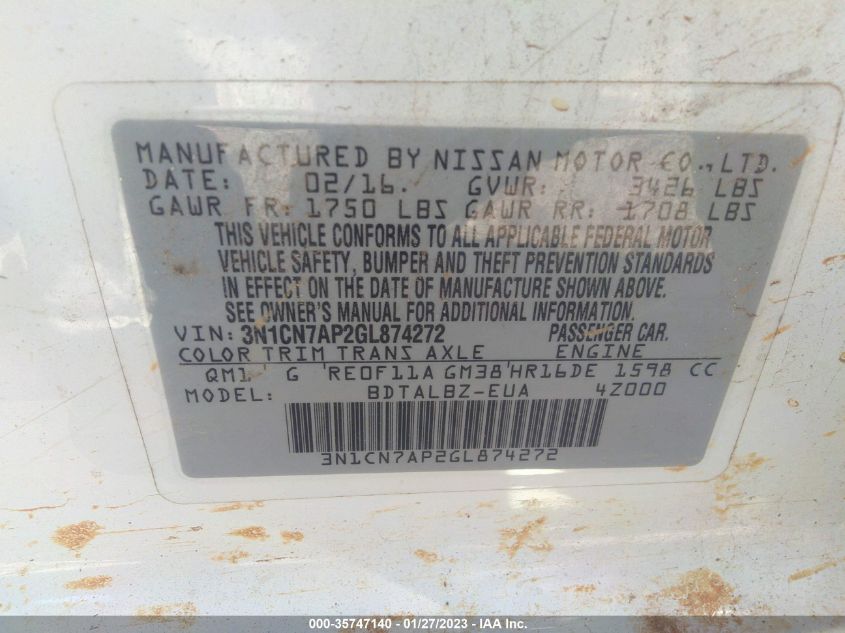 MANUFACTURED BY NISSAN MOTOR CO., LTD.
DATE: 02/16. GVWR: 3426 LBS
GAWR FR: 1750 LBS GAWR RR: 1708 LBS
THIS VEHICLE CONFORMS TO ALL APPLICABLE FEDERAL MOTOR
VEHICLE SAFETY, BUMPER AND THEFT PREVENTION STANDARDS
IN EFFECT ON THE DATE OF MANUFACTURE SHOWN ABOVE.
SEE OWNER'S MANUAL FOR ADDITIONAL INFORMATION.
VIN: 3N1CN7AP2GL874272 PASSENGER CAR.
COLOR TRIM TRANS AXLE ENGINE
QM1 G 'RE0F11A GM38'HR16DE 1598 CC
MODEL: BDTALBZ-EUA 4Z000
3N1CN7AP2GL874272
000-35747140 - 01/27/2023 - IAA Inc.